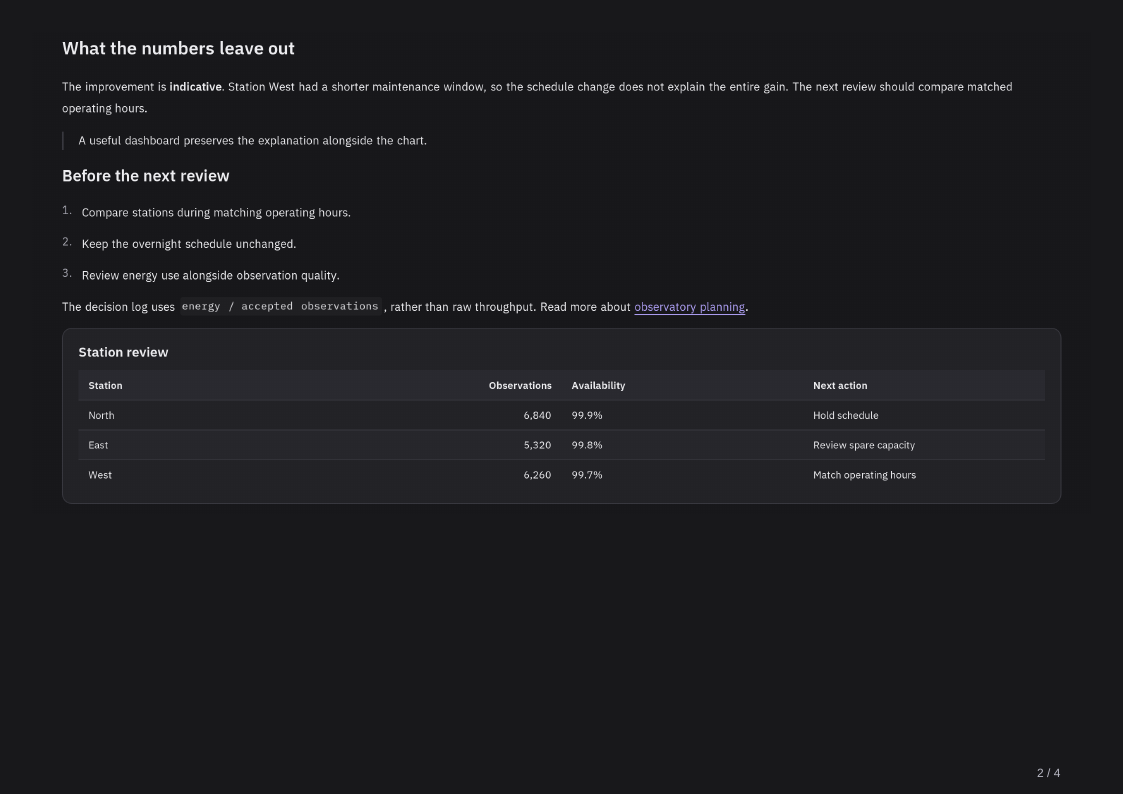 What the numbers leave out
The improvement is indicative. Station West had a shorter maintenance window, so the schedule change does not explain the entire gain. The next review should compare matched
operating hours.
A useful dashboard preserves the explanation alongside the chart.
Before the next review
1. Compare stations during matching operating hours.
2. Keep the overnight schedule unchanged.
3. Review energy use alongside observation quality.
The decision log uses energy / accepted observations, rather than raw throughput. Read more about observatory planning.
Station review
Station Observations Availability Next action
North 6,840 99.9% Hold schedule
East 5,320 99.8% Review spare capacity
West 6,260 99.7% Match operating hours
2 / 4